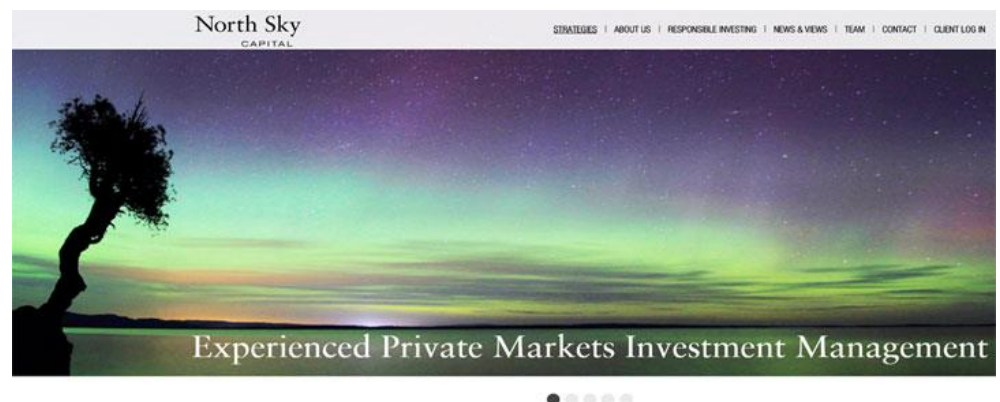 North Sky
CAPITAL
STRATEGIES | ABOUT US | RESPONSIBLE INVESTING | NEWS & VIEWS | TEAM | CONTACT | CLIENT LOG IN
Experienced Private Markets Investment Management